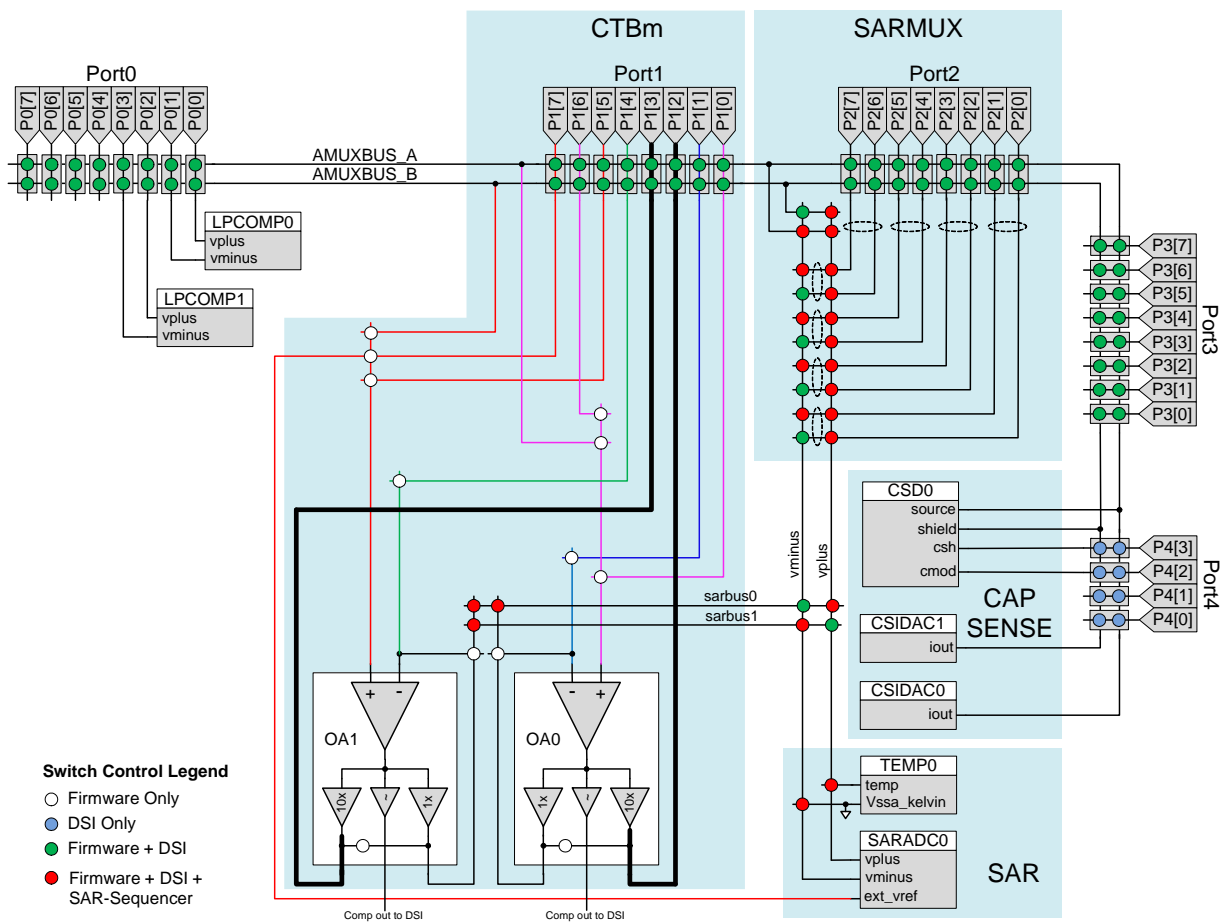 CTBm
SARMUX
Port0
Port1
Port2
P0[7]
P0[6]
P0[5]
P0[4]
P0[3]
P0[2]
P0[1]
P0[0]
P1[7]
P1[6]
P1[5]
P1[4]
P1[3]
P1[2]
P1[1]
P1[0]
P2[7]
P2[6]
P2[5]
P2[4]
P2[3]
P2[2]
P2[1]
P2[0]
AMUXBUS_A
AMUXBUS_B
LPCOMP0
vplus
vminus
LPCOMP1
vplus
vminus
P3[7]
P3[6]
P3[5]
P3[4]
P3[3]
P3[2]
P3[1]
P3[0]
Port3
CSD0
source
shield
csh
cmod
P4[3]
P4[2]
P4[1]
P4[0]
Port4
CAP
SENSE
vminus
vplus
sarbus0
sarbus1
CSIDAC1
iout
CSIDAC0
iout
+
-
OA1
10x
~
1x
-
+
OA0
1x
~
10x
TEMP0
temp
Vssa_kelvin
SARADC0
vplus
vminus
ext_vref
SAR
Switch Control Legend
Firmware Only
DSI Only
Firmware + DSI
Firmware + DSI +
SAR-Sequencer
Comp out to DSI
Comp out to DSI